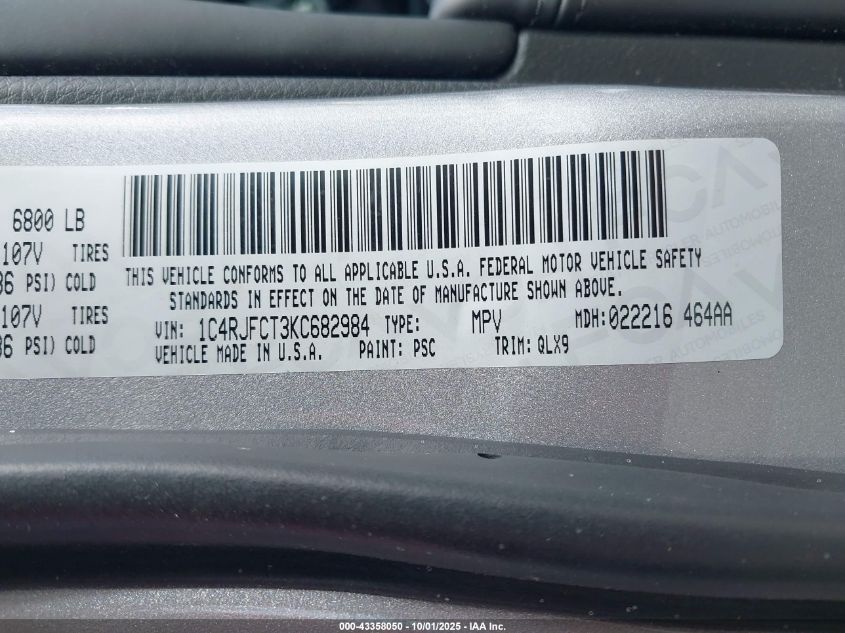 6800 LB
107V TIRES
36 PSI) COLD
107V TIRES
36 PSI) COLD
THIS VEHICLE CONFORMS TO ALL APPLICABLE U.S.A. FEDERAL MOTOR VEHICLE SAFETY
STANDARDS IN EFFECT ON THE DATE OF MANUFACTURE SHOWN ABOVE.
VIN: 1C4RJFCT3KC682984 TYPE: MPV MDH:022216 464AA
VEHICLE MADE IN U.S.A. PAINT: PSC TRIM: QLX9
000-43358050 - 10/01/2025 - IAA Inc.